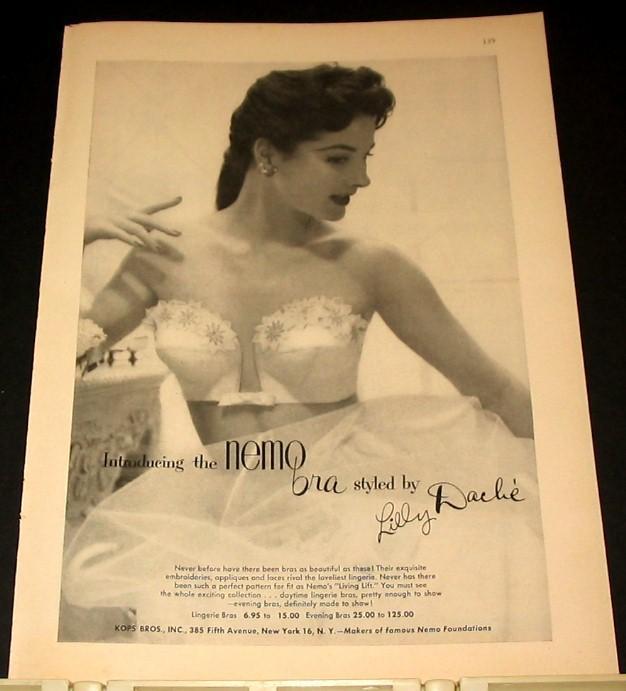 139
Introducing the nemo
bra styled by Lilly Daché
Never before have there been bras as beautiful as these! Their exquisite
embroideries, appliques and laces rival the loveliest lingerie. Never has there
been such a perfect pattern for fit as Nemo's "Living Lift." You must see
the whole exciting collection . . . daytime lingerie bras, pretty enough to show
—evening bras, definitely made to show!
Lingerie Bras 6.95 to 15.00 Evening Bras 25.00 to 125.00
KOPS BROS., INC., 385 Fifth Avenue, New York 16, N. Y.—Makers of famous Nemo Foundations